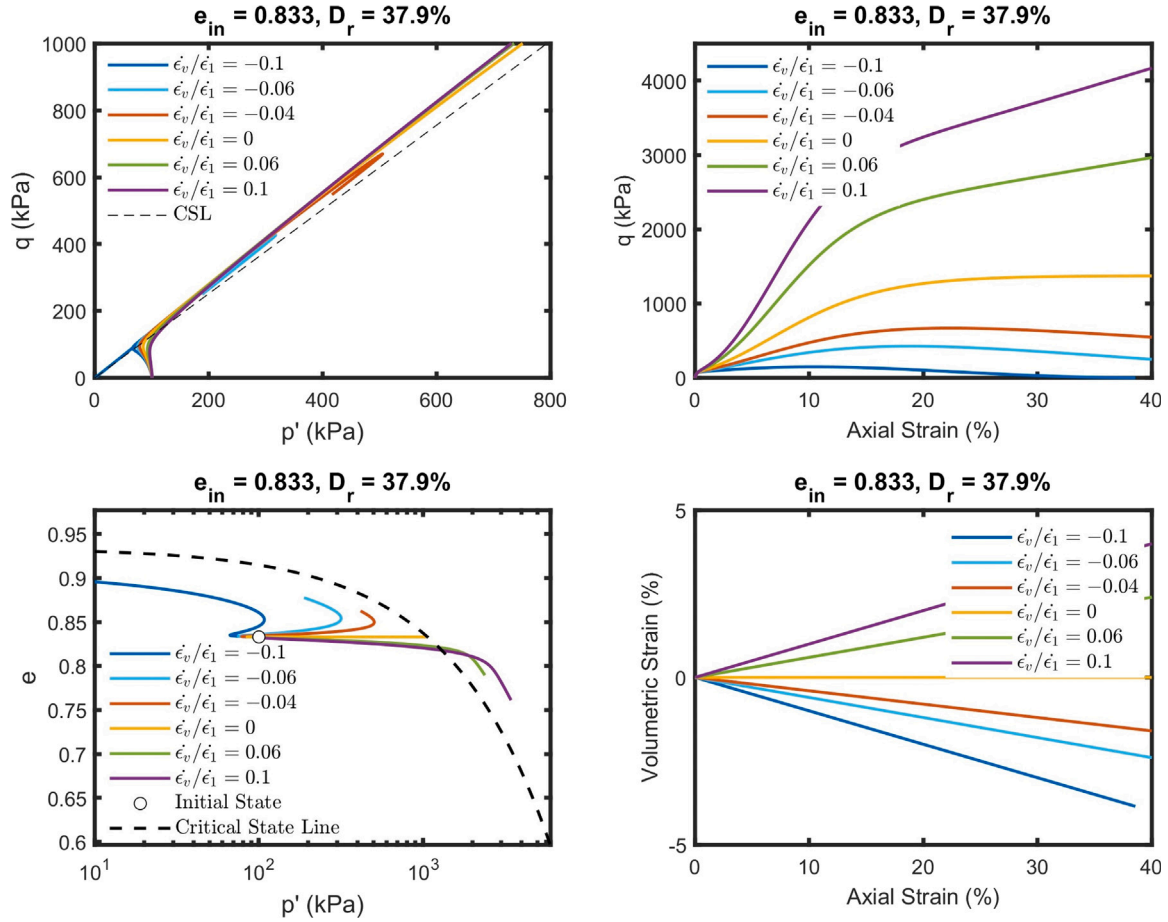 e_in = 0.833, D_r = 37.9%
1000
800
600
400
200
0
q (kPa)
ε̇_v/ε̇_1 = −0.1
ε̇_v/ε̇_1 = −0.06
ε̇_v/ε̇_1 = −0.04
ε̇_v/ε̇_1 = 0
ε̇_v/ε̇_1 = 0.06
ε̇_v/ε̇_1 = 0.1
CSL
0 200 400 600 800
p' (kPa)
e_in = 0.833, D_r = 37.9%
4000
3000
2000
1000
0
q (kPa)
ε̇_v/ε̇_1 = −0.1
ε̇_v/ε̇_1 = −0.06
ε̇_v/ε̇_1 = −0.04
ε̇_v/ε̇_1 = 0
ε̇_v/ε̇_1 = 0.06
ε̇_v/ε̇_1 = 0.1
0 10 20 30 40
Axial Strain (%)
e_in = 0.833, D_r = 37.9%
0.95
0.9
0.85
0.8
0.75
0.7
0.65
0.6
e
ε̇_v/ε̇_1 = −0.1
ε̇_v/ε̇_1 = −0.06
ε̇_v/ε̇_1 = −0.04
ε̇_v/ε̇_1 = 0
ε̇_v/ε̇_1 = 0.06
ε̇_v/ε̇_1 = 0.1
Initial State
Critical State Line
10^1 10^2 10^3
p' (kPa)
e_in = 0.833, D_r = 37.9%
5
0
-5
Volumetric Strain (%)
ε̇_v/ε̇_1 = −0.1
ε̇_v/ε̇_1 = −0.06
ε̇_v/ε̇_1 = −0.04
ε̇_v/ε̇_1 = 0
ε̇_v/ε̇_1 = 0.06
ε̇_v/ε̇_1 = 0.1
0 10 20 30 40
Axial Strain (%)